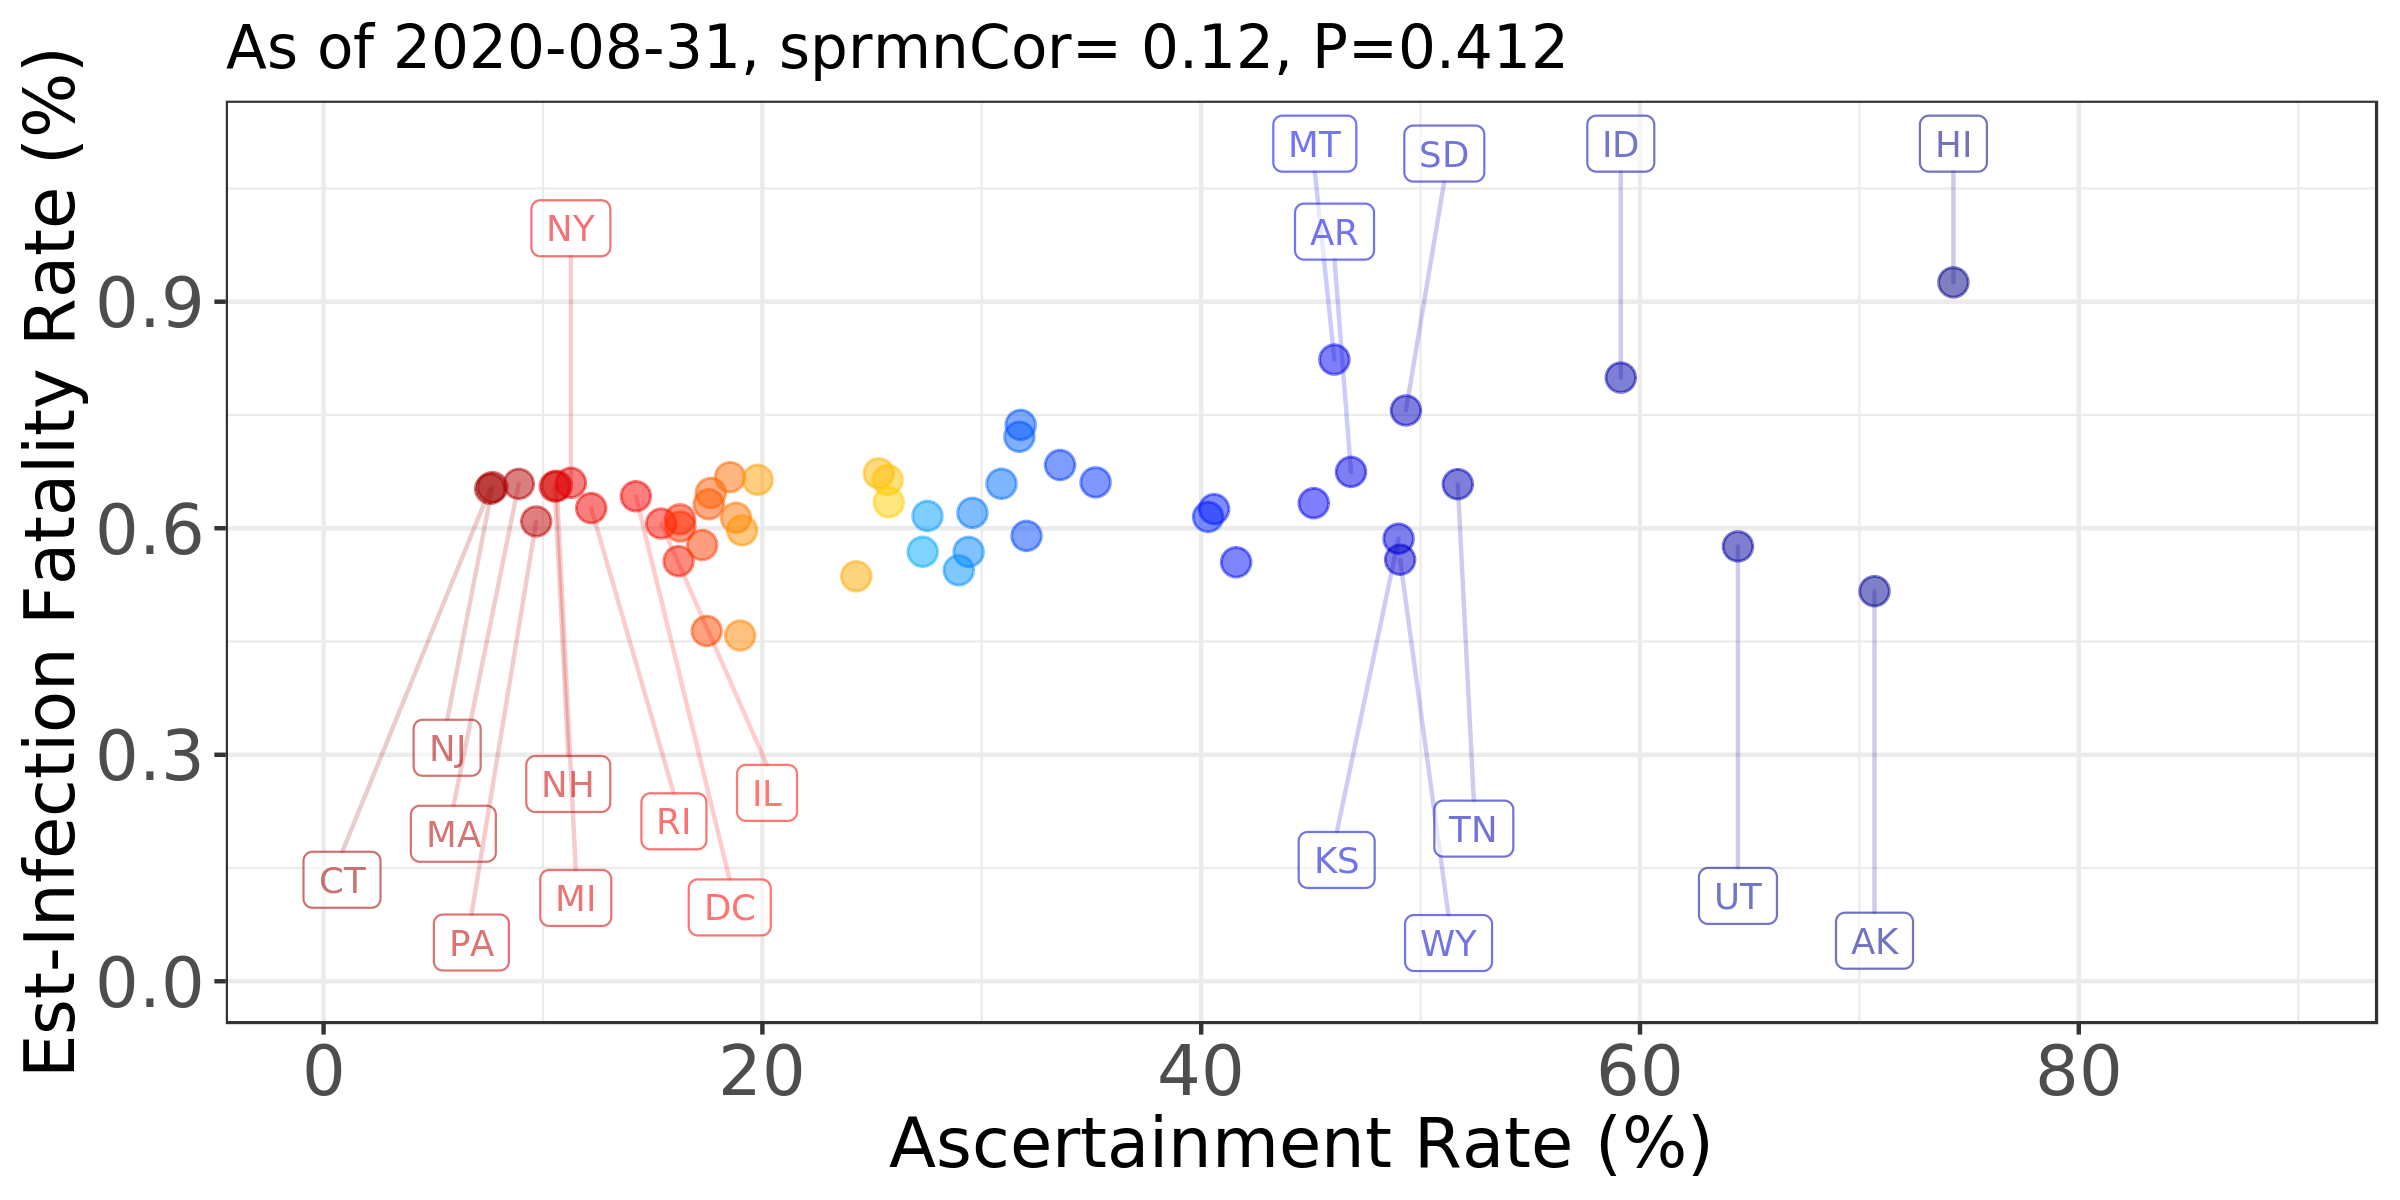 As of 2020-08-31, sprmnCor= 0.12, P=0.412
Est-Infection Fatality Rate (%)
MT
SD
ID
HI
NY
AR
0.9
0.6
0.3
0.0
NJ
NH
IL
RI
MA
TN
CT
KS
MI
DC
UT
PA
WY
AK
0
20
40
60
80
Ascertainment Rate (%)